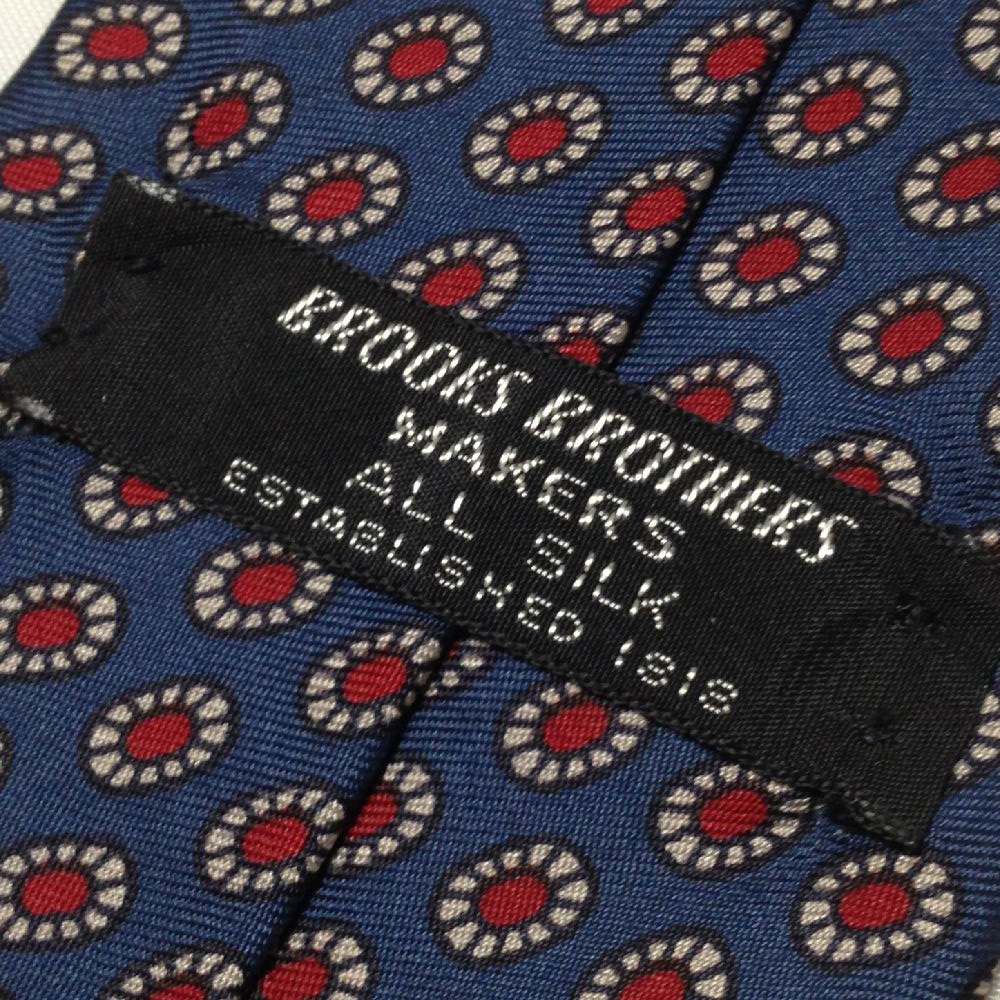 BROOKS BROTHERS
MAKERS
ALL SILK
ESTABLISHED 1818